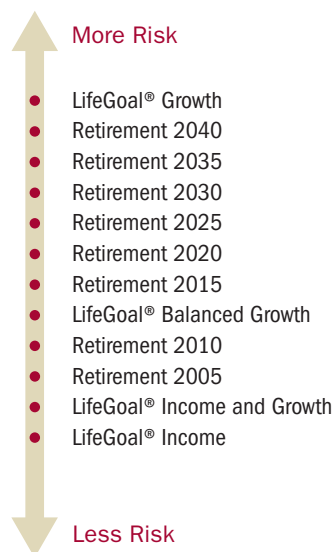 More Risk
LifeGoal® Growth
Retirement 2040
Retirement 2035
Retirement 2030
Retirement 2025
Retirement 2020
Retirement 2015
LifeGoal® Balanced Growth
Retirement 2010
Retirement 2005
LifeGoal® Income and Growth
LifeGoal® Income
Less Risk